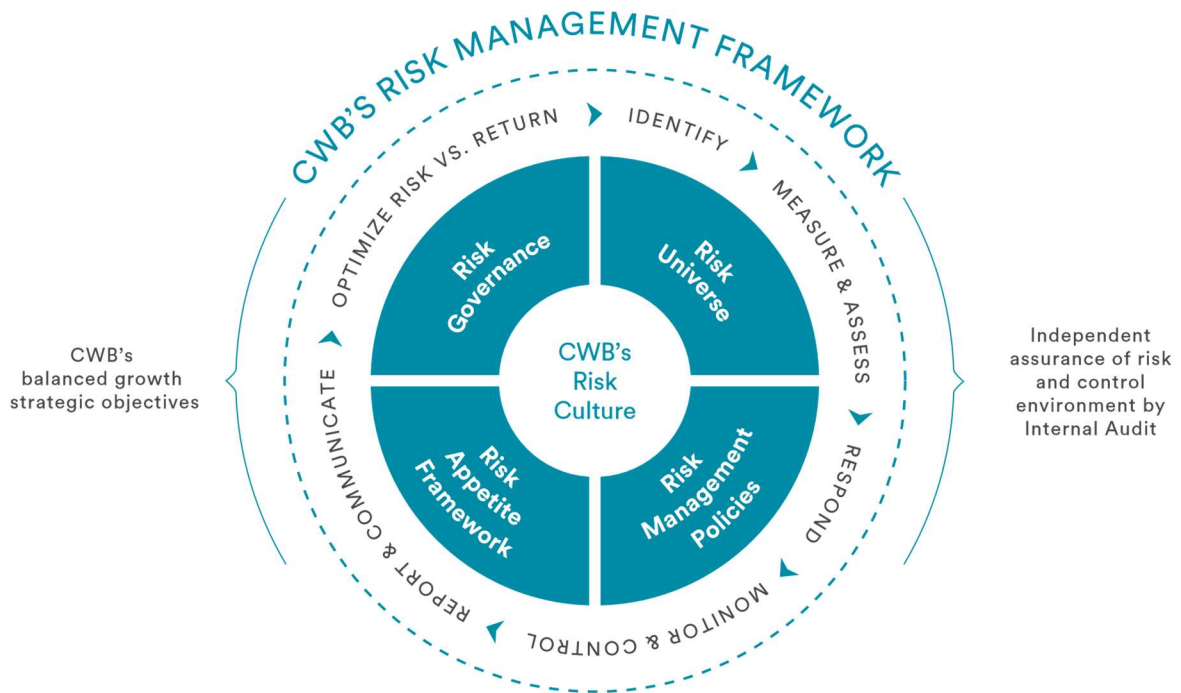 CWB'S RISK MANAGEMENT FRAMEWORK
OPTIMIZE RISK VS. RETURN
IDENTIFY
MEASURE & ASSESS
RESPOND
MONITOR & CONTROL
REPORT & COMMUNICATE
Risk
Governance
Risk
Universe
CWB's
Risk
Culture
Risk
Appetite
Framework
Risk
Management
Policies
CWB's
balanced growth
strategic objectives
Independent
assurance of risk
and control
environment by
Internal Audit